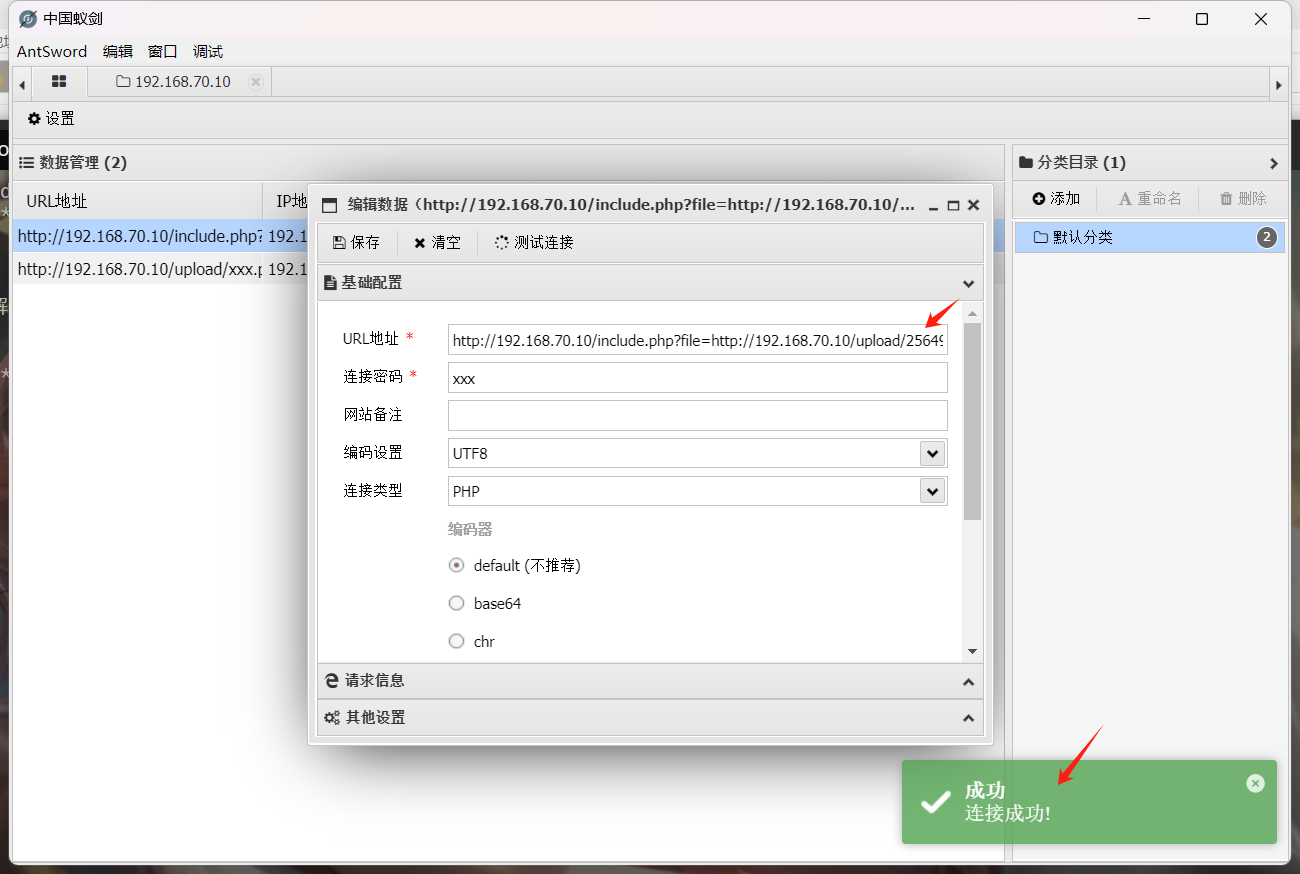 中国蚁剑
AntSword 编辑 窗口 调试
192.168.70.10
设置
数据管理 (2)
分类目录 (1)
URL地址 IP地
添加 重命名 删除
http://192.168.70.10/include.php? 192.1
http://192.168.70.10/upload/xxx.p 192.1
默认分类 2
编辑数据 (http://192.168.70.10/include.php?file=http://192.168.70.10/...
保存 清空 测试连接
基础配置
URL地址 * http://192.168.70.10/include.php?file=http://192.168.70.10/upload/25649
连接密码 * xxx
网站备注
编码设置 UTF8
连接类型 PHP
编码器
default (不推荐)
base64
chr
请求信息
其他设置
成功
连接成功!